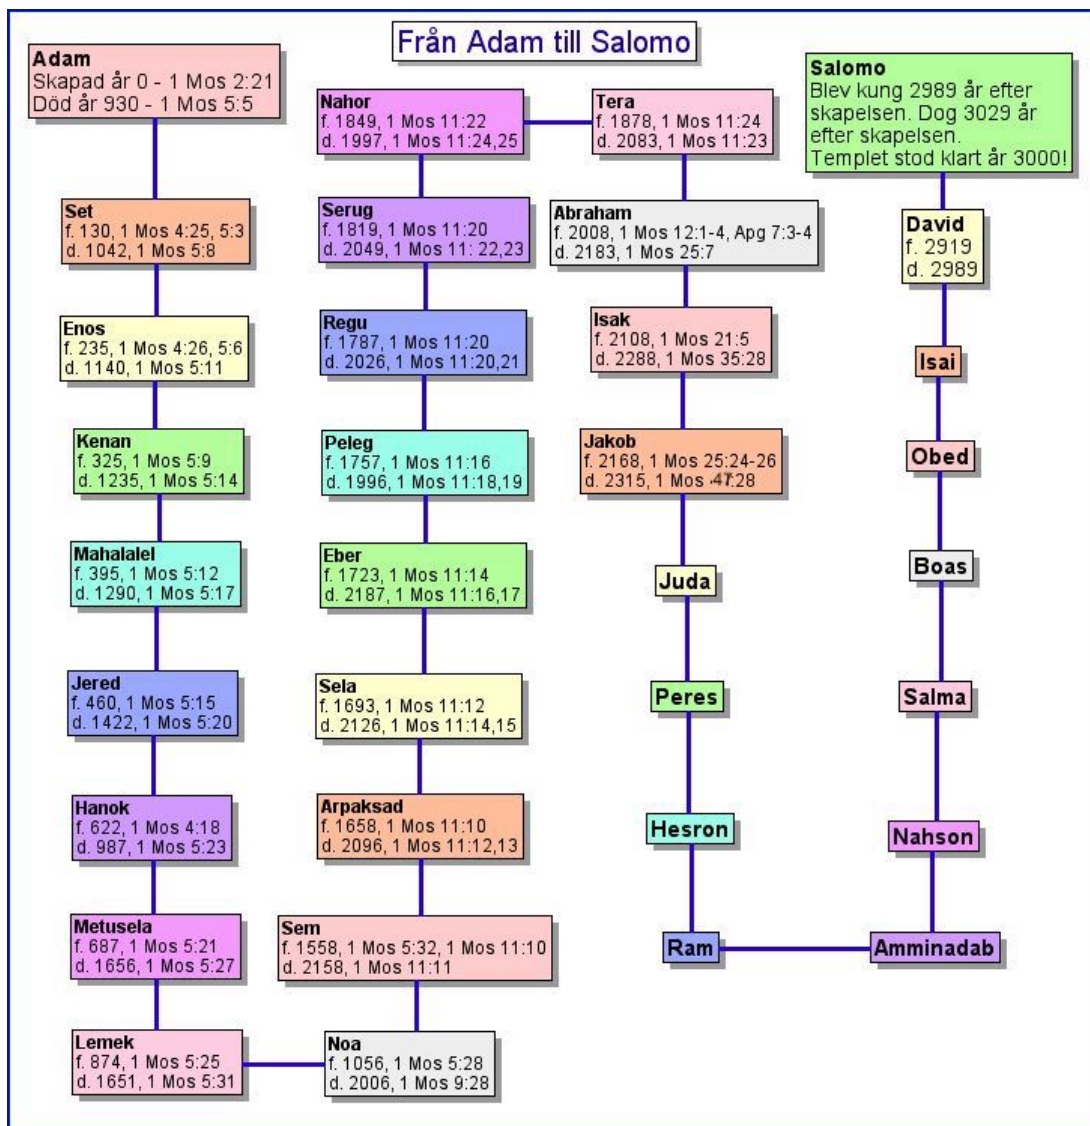 Från Adam till Salomo
Adam
Skapad år 0 - 1 Mos 2:21
Död år 930 - 1 Mos 5:5
Set
f. 130, 1 Mos 4:25, 5:3
d. 1042, 1 Mos 5:8
Enos
f. 235, 1 Mos 4:26, 5:6
d. 1140, 1 Mos 5:11
Kenan
f. 325, 1 Mos 5:9
d. 1235, 1 Mos 5:14
Mahalalel
f. 395, 1 Mos 5:12
d. 1290, 1 Mos 5:17
Jered
f. 460, 1 Mos 5:15
d. 1422, 1 Mos 5:20
Hanok
f. 622, 1 Mos 4:18
d. 987, 1 Mos 5:23
Metusela
f. 687, 1 Mos 5:21
d. 1656, 1 Mos 5:27
Lemek
f. 874, 1 Mos 5:25
d. 1651, 1 Mos 5:31
Noa
f. 1056, 1 Mos 5:28
d. 2006, 1 Mos 9:28
Sem
f. 1558, 1 Mos 5:32, 1 Mos 11:10
d. 2158, 1 Mos 11:11
Arpaksad
f. 1658, 1 Mos 11:10
d. 2096, 1 Mos 11:12,13
Sela
f. 1693, 1 Mos 11:12
d. 2126, 1 Mos 11:14,15
Eber
f. 1723, 1 Mos 11:14
d. 2187, 1 Mos 11:16,17
Peleg
f. 1757, 1 Mos 11:16
d. 1996, 1 Mos 11:18,19
Regu
f. 1787, 1 Mos 11:20
d. 2026, 1 Mos 11:20,21
Serug
f. 1819, 1 Mos 11:20
d. 2049, 1 Mos 11: 22,23
Nahor
f. 1849, 1 Mos 11:22
d. 1997, 1 Mos 11:24,25
Tera
f. 1878, 1 Mos 11:24
d. 2083, 1 Mos 11:23
Abraham
f. 2008, 1 Mos 12:1-4, Apg 7:3-4
d. 2183, 1 Mos 25:7
Isak
f. 2108, 1 Mos 21:5
d. 2288, 1 Mos 35:28
Jakob
f. 2168, 1 Mos 25:24-26
d. 2315, 1 Mos 47:28
Juda
Peres
Hesron
Ram
Amminadab
Nahson
Salma
Boas
Obed
Isai
David
f. 2919
d. 2989
Salomo
Blev kung 2989 år efter
skapelsen. Dog 3029 år
efter skapelsen.
Templet stod klart år 3000!